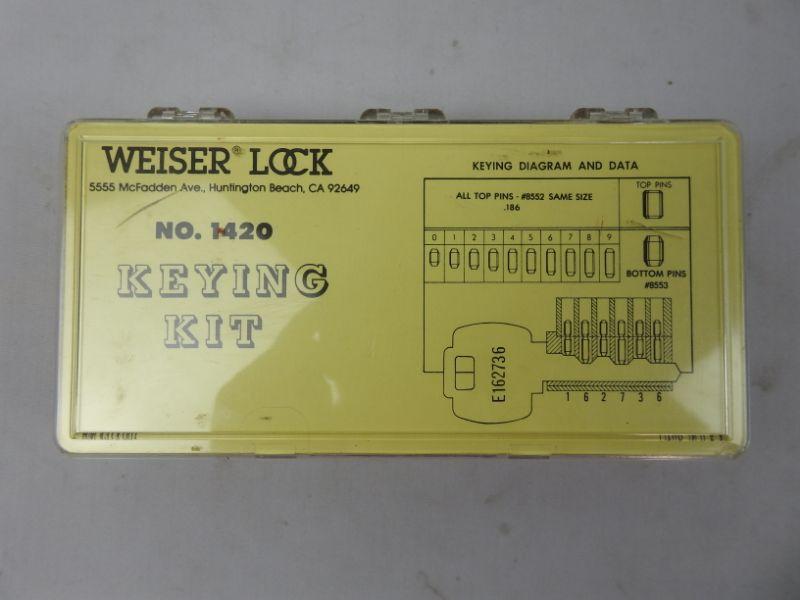 WEISER® LOCK
5555 McFadden Ave., Huntington Beach, CA 92649
NO. 1420
KEYING
KIT
KEYING DIAGRAM AND DATA
ALL TOP PINS - #8552 SAME SIZE
.186
TOP PINS
0 1 2 3 4 5 6 7 8 9
BOTTOM PINS
#8553
E162736
1 6 2 7 3 6